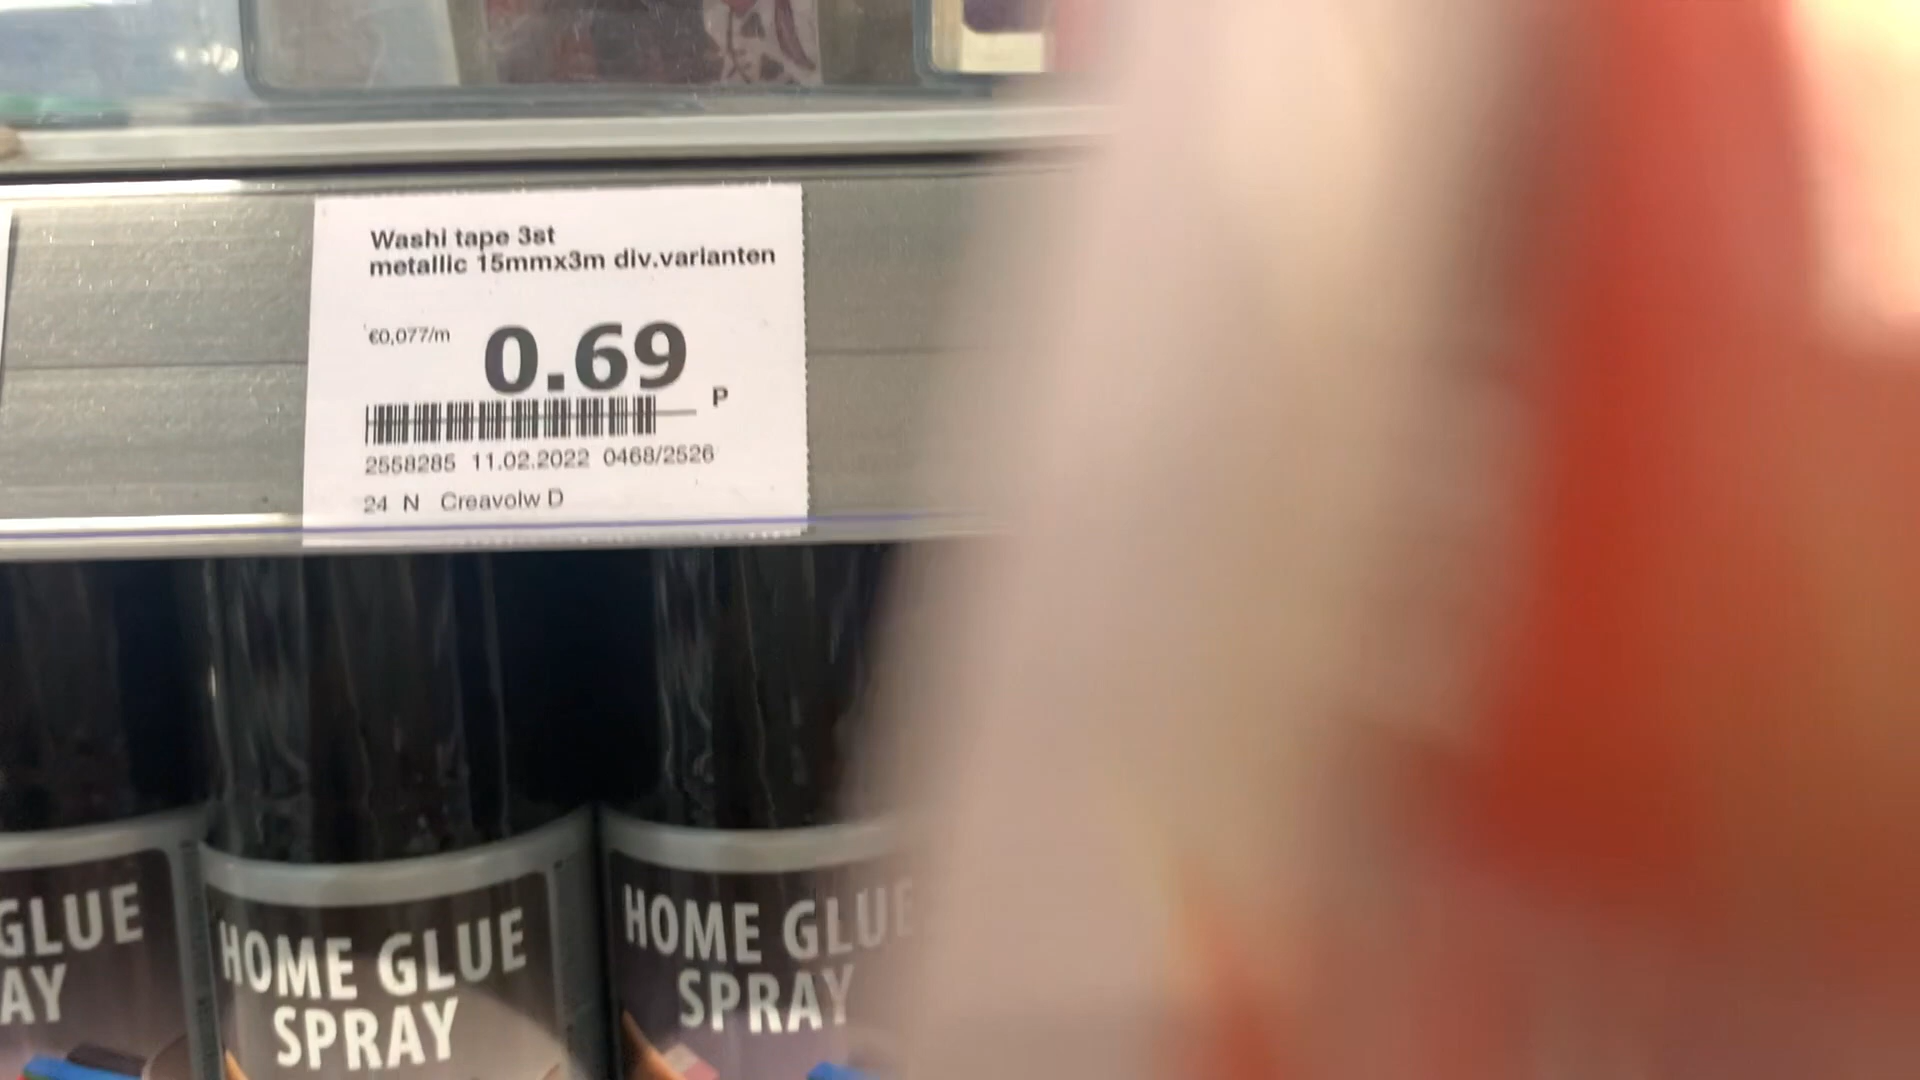 Washi tape 3st
metallic 15mmx3m div.varianten
€0,077/m
0.69
P
2558285 11.02.2022 0468/2526
24 N Creavolw D
GLUE
AY
HOME GLUE
SPRAY
HOME GLUE
SPRAY